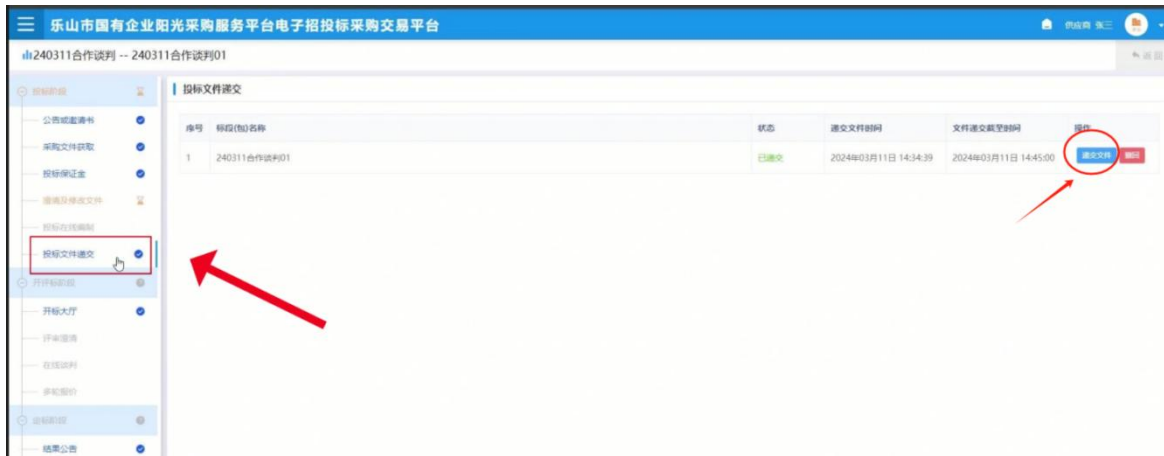 乐山市国有企业阳光采购服务平台电子招投标采购交易平台
供应商 张三
240311合作谈判 -- 240311合作谈判01
返回
投标阶段
公告或邀请书
采购文件获取
投标保证金
澄清及修改文件
投标在线编制
投标文件递交
开评标阶段
开标大厅
评审澄清
在线谈判
多轮报价
定标阶段
结果公告
投标文件递交
序号 标段(包)名称 状态 递交文件时间 文件递交截至时间 操作
1 240311合作谈判01 已递交 2024年03月11日 14:34:39 2024年03月11日 14:45:00 递交文件 撤回